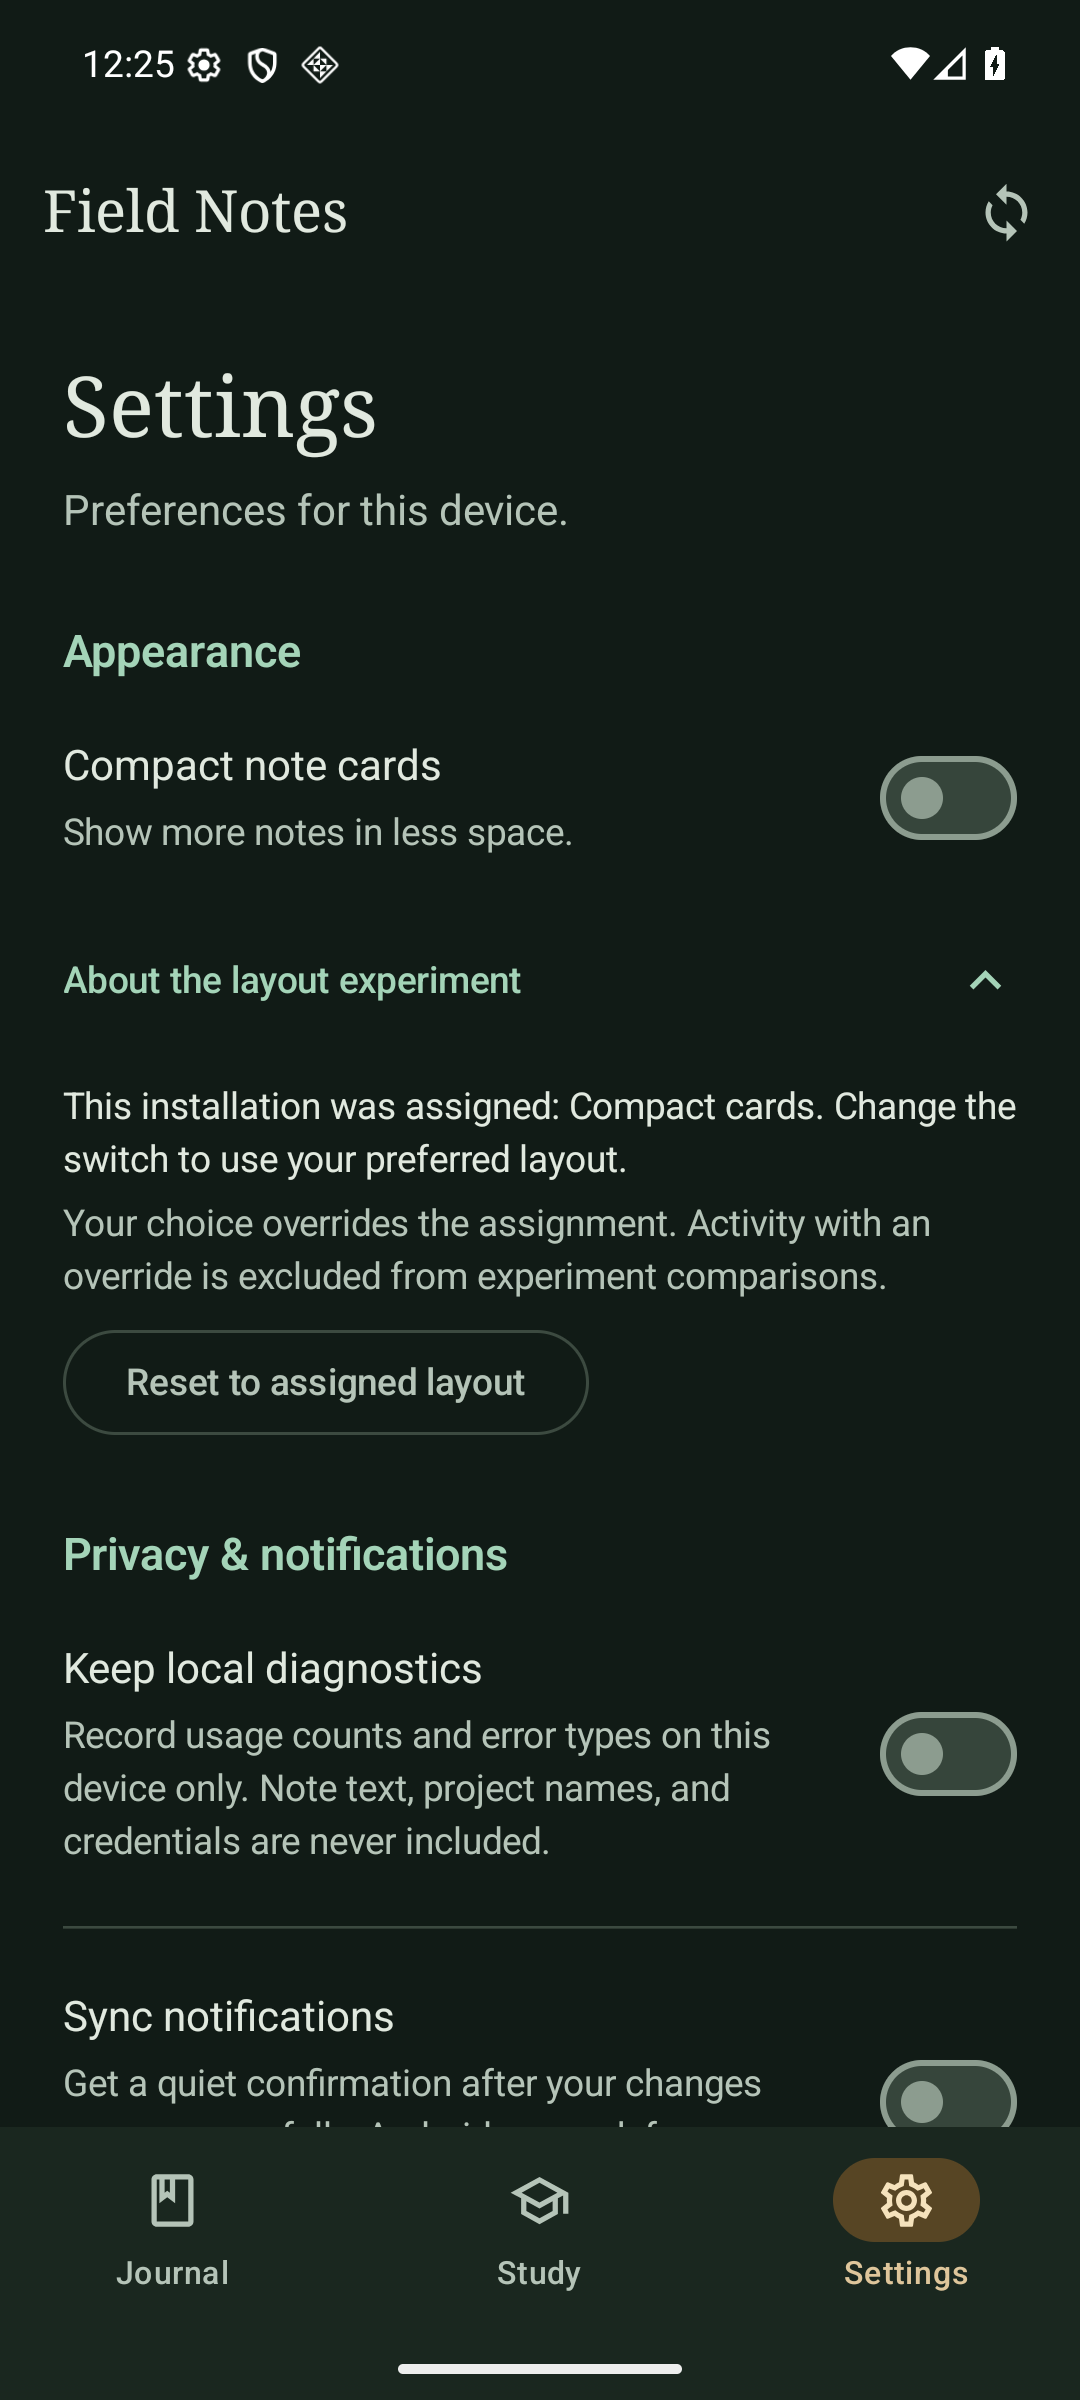 12:25
Field Notes
Settings
Preferences for this device.
Appearance
Compact note cards
Show more notes in less space.
About the layout experiment
This installation was assigned: Compact cards. Change the
switch to use your preferred layout.
Your choice overrides the assignment. Activity with an
override is excluded from experiment comparisons.
Reset to assigned layout
Privacy & notifications
Keep local diagnostics
Record usage counts and error types on this
device only. Note text, project names, and
credentials are never included.
Sync notifications
Get a quiet confirmation after your changes
Journal
Study
Settings